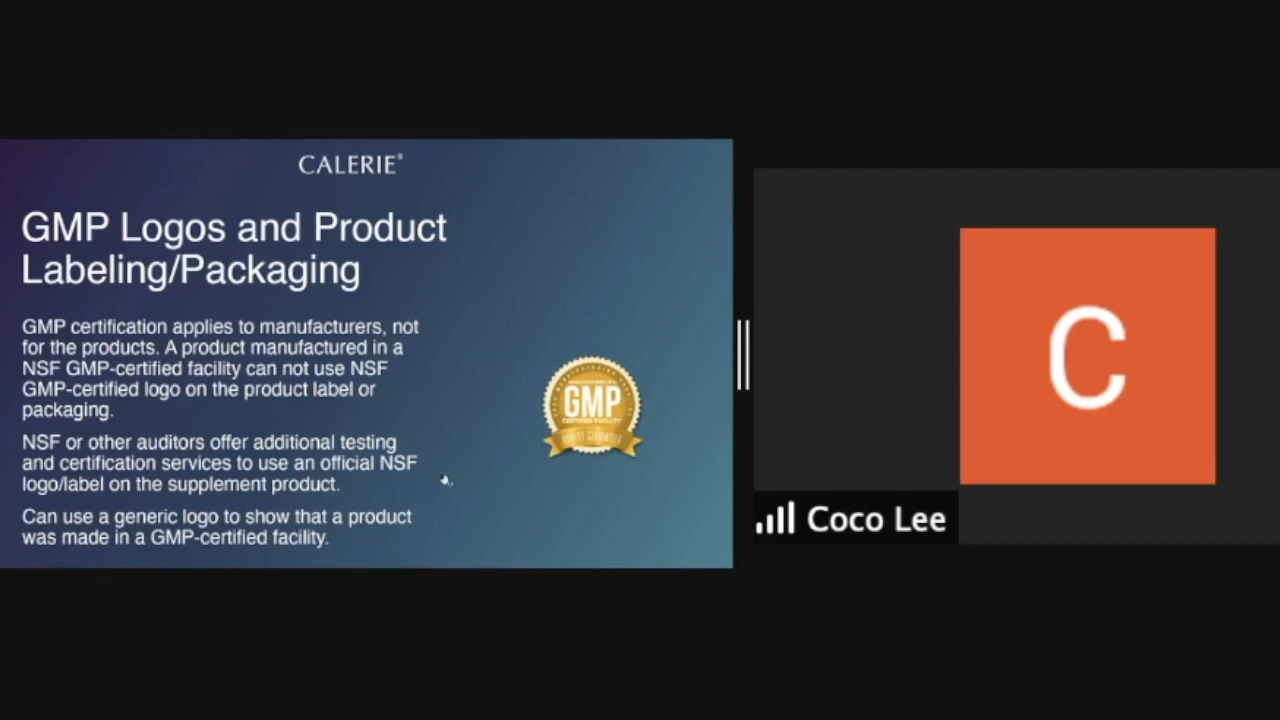 CALERIE®
GMP Logos and Product
Labeling/Packaging
GMP certification applies to manufacturers, not
for the products. A product manufactured in a
NSF GMP-certified facility can not use NSF
GMP-certified logo on the product label or
packaging.
NSF or other auditors offer additional testing
and certification services to use an official NSF
logo/label on the supplement product.
Can use a generic logo to show that a product
was made in a GMP-certified facility.
GMP
CERTIFIED FACILITY
C
Coco Lee